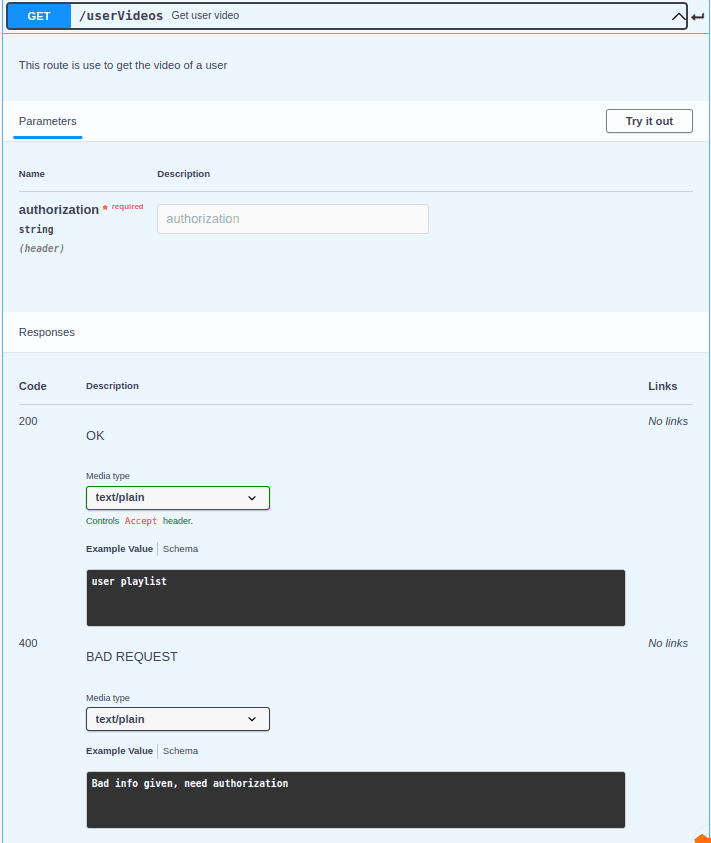 GET /userVideos Get user video
This route is use to get the video of a user
Parameters
Try it out
Name Description
authorization * required
authorization
string
(header)
Responses
Code Description Links
200 No links
OK
Media type
text/plain
Controls Accept header.
Example Value Schema
user playlist
400 No links
BAD REQUEST
Media type
text/plain
Example Value Schema
Bad info given, need authorization